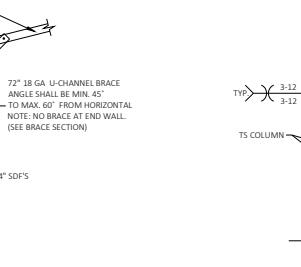 72" 18 GA U-CHANNEL BRACE
ANGLE SHALL BE MIN. 45°
TO MAX. 60° FROM HORIZONTAL
NOTE: NO BRACE AT END WALL.
(SEE BRACE SECTION)
4" SDF'S
TYP.
3-12
3-12
TS COLUMN